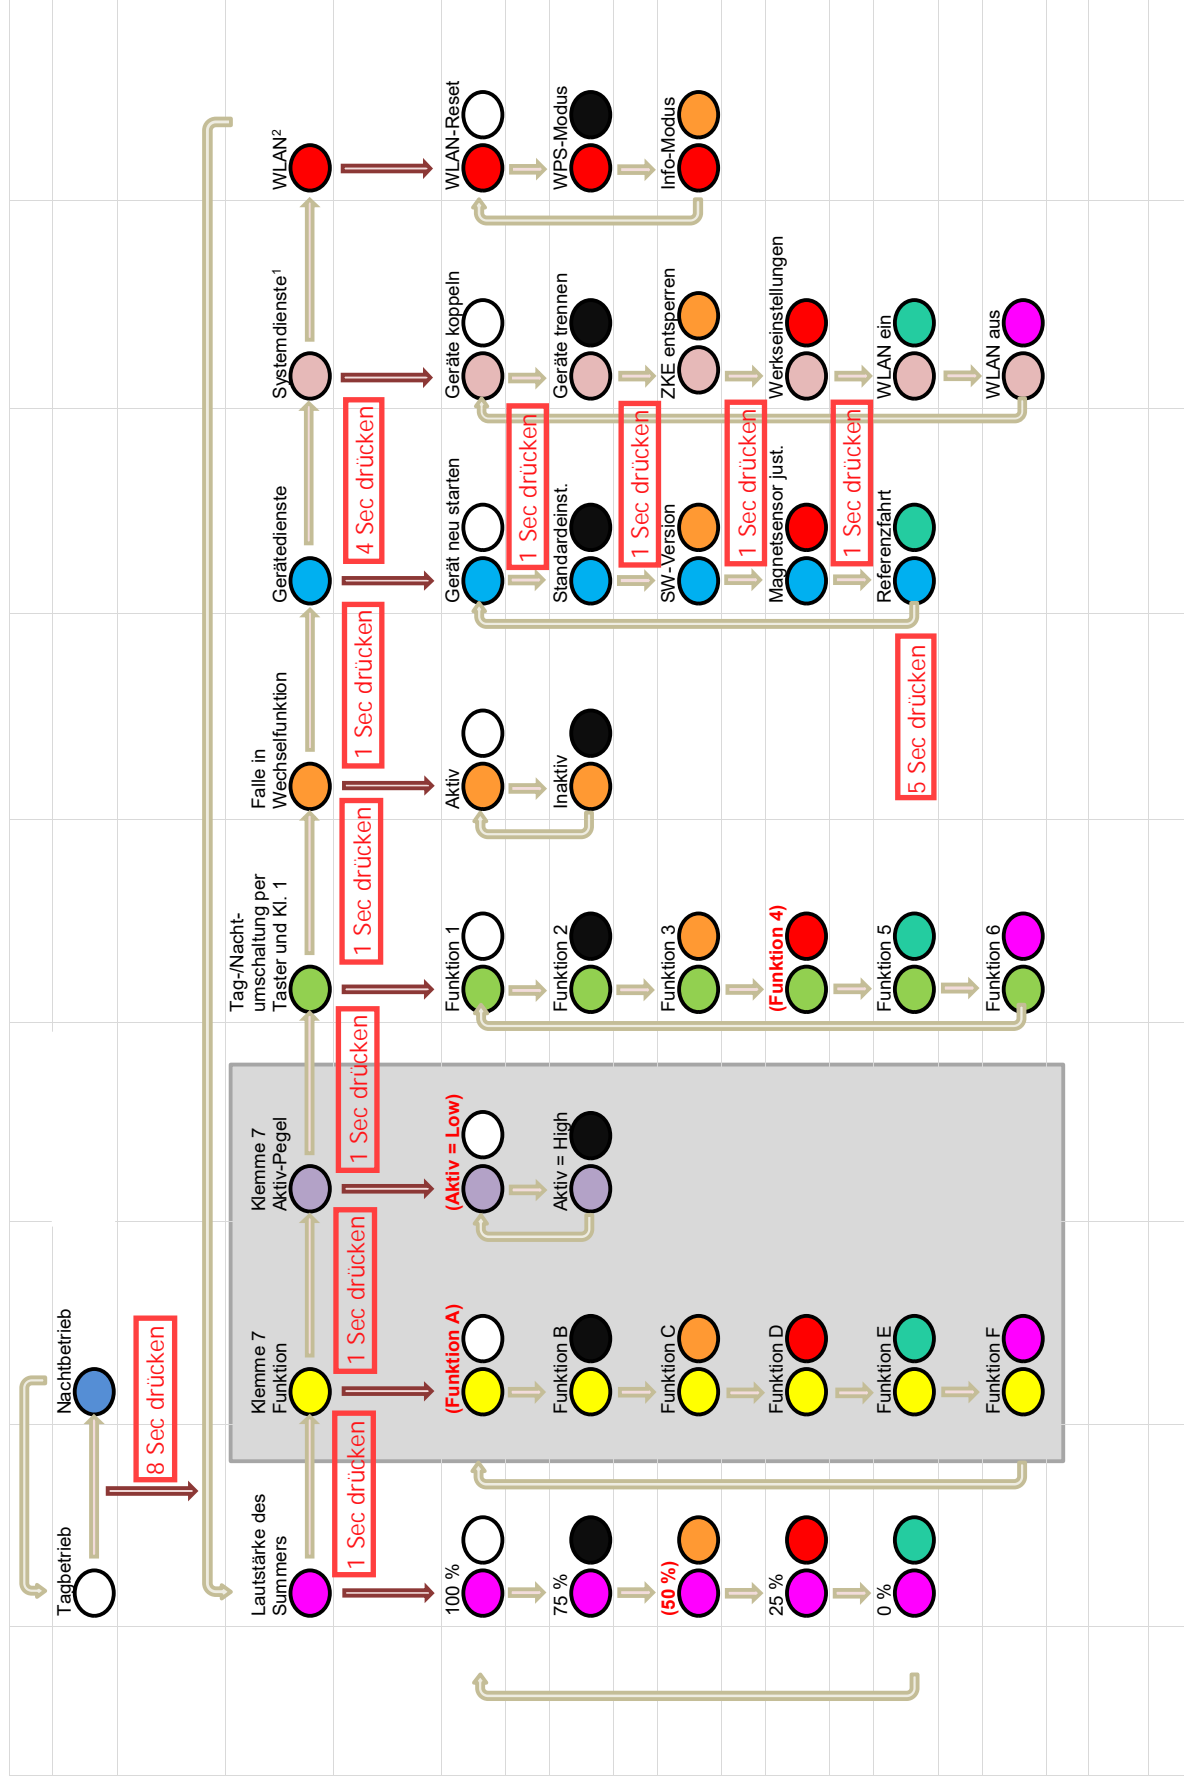 Tagbetrieb
Nachtbetrieb
8 Sec drücken
Lautstärke des
Summers
Klemme 7
Funktion
Klemme 7
Aktiv-Pegel
Tag-/Nacht-
umschaltung per
Taster und Kl. 1
Falle in
Wechselfunktion
Gerätedienste
Systemdienste¹
WLAN²
1 Sec drücken
1 Sec drücken
1 Sec drücken
1 Sec drücken
1 Sec drücken
4 Sec drücken
100 %
75 %
(50 %)
25 %
0 %
(Funktion A)
Funktion B
Funktion C
Funktion D
Funktion E
Funktion F
(Aktiv = Low)
Aktiv = High
Funktion 1
Funktion 2
Funktion 3
(Funktion 4)
Funktion 5
Funktion 6
Aktiv
Inaktiv
Gerät neu starten
1 Sec drücken
Standardeinst.
1 Sec drücken
SW-Version
1 Sec drücken
Magnetsensor just.
1 Sec drücken
Referenzfahrt
5 Sec drücken
Geräte koppeln
Geräte trennen
ZKE entsperren
Werkseinstellungen
WLAN ein
WLAN aus
WLAN-Reset
WPS-Modus
Info-Modus